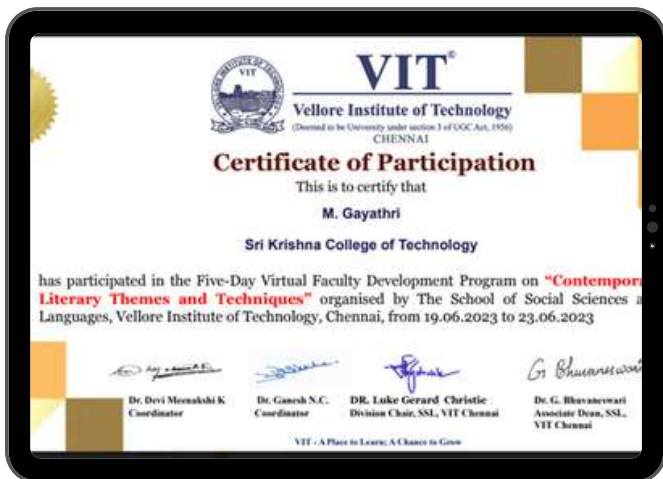 VIT®
VIT
Vellore Institute of Technology
(Deemed to be University under section 3 of UGC Act, 1956)
CHENNAI
Certificate of Participation
This is to certify that
M. Gayathri
Sri Krishna College of Technology
has participated in the Five-Day Virtual Faculty Development Program on “Contempora
Literary Themes and Techniques” organised by The School of Social Sciences a
Languages, Vellore Institute of Technology, Chennai, from 19.06.2023 to 23.06.2023
G Bhuvaneswari
Dr. Devi Meenakshi K
Coordinator
Dr. Ganesh N.C.
Coordinator
DR. Luke Gerard Christie
Division Chair, SSL, VIT Chennai
Dr. G. Bhuvaneswari
Associate Dean, SSL,
VIT Chennai
VIT - A Place to Learn; A Chance to Grow